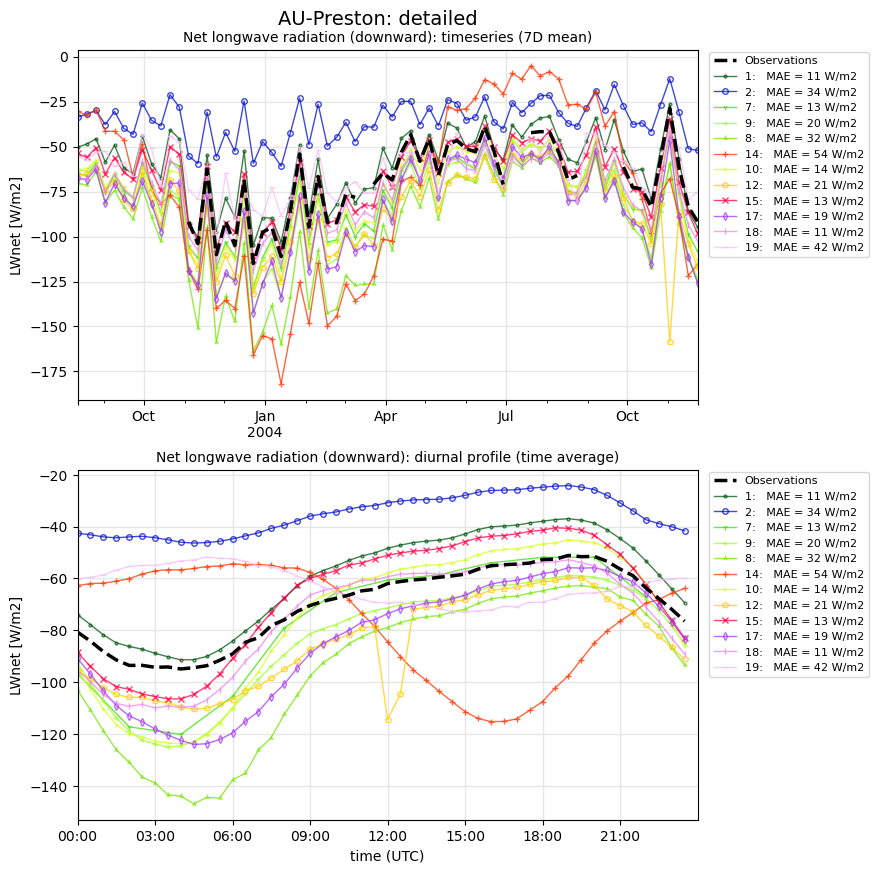 AU-Preston: detailed
Net longwave radiation (downward): timeseries (7D mean)
LWnet [W/m2]
0
−25
−50
−75
−100
−125
−150
−175
Oct
Jan
2004
Apr
Jul
Oct
Observations
1:   MAE = 11 W/m2
2:   MAE = 34 W/m2
7:   MAE = 13 W/m2
9:   MAE = 20 W/m2
8:   MAE = 32 W/m2
14:   MAE = 54 W/m2
10:   MAE = 14 W/m2
12:   MAE = 21 W/m2
15:   MAE = 13 W/m2
17:   MAE = 19 W/m2
18:   MAE = 11 W/m2
19:   MAE = 42 W/m2
Net longwave radiation (downward): diurnal profile (time average)
LWnet [W/m2]
−20
−40
−60
−80
−100
−120
−140
00:00
03:00
06:00
09:00
12:00
15:00
18:00
21:00
time (UTC)
Observations
1:   MAE = 11 W/m2
2:   MAE = 34 W/m2
7:   MAE = 13 W/m2
9:   MAE = 20 W/m2
8:   MAE = 32 W/m2
14:   MAE = 54 W/m2
10:   MAE = 14 W/m2
12:   MAE = 21 W/m2
15:   MAE = 13 W/m2
17:   MAE = 19 W/m2
18:   MAE = 11 W/m2
19:   MAE = 42 W/m2